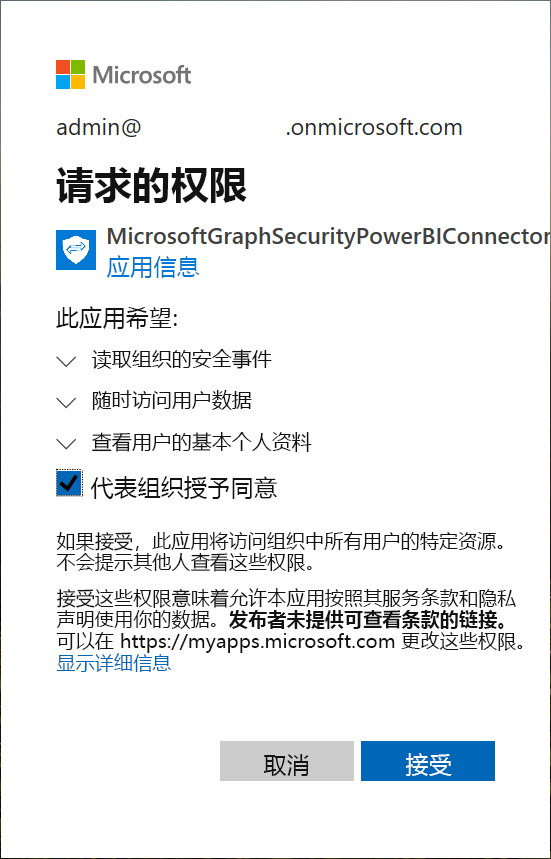 Microsoft
admin@ .onmicrosoft.com
请求的权限
MicrosoftGraphSecurityPowerBIConnector
应用信息
此应用希望:
读取组织的安全事件
随时访问用户数据
查看用户的基本个人资料
代表组织授予同意
如果接受，此应用将访问组织中所有用户的特定资源。
不会提示其他人查看这些权限。
接受这些权限意味着允许本应用按照其服务条款和隐私
声明使用你的数据。发布者未提供可查看条款的链接。
可以在 https://myapps.microsoft.com 更改这些权限。
显示详细信息
取消
接受